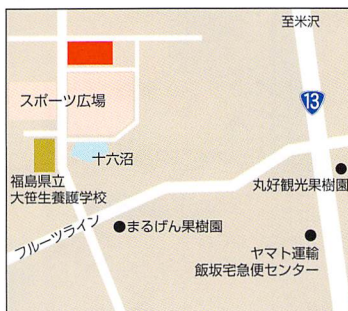 至米沢
13
スポーツ広場
十六沼
福島県立
大笹生養護学校
丸好観光果樹園
フルーツライン
まるげん果樹園
ヤマト運輸
飯坂宅急便センター